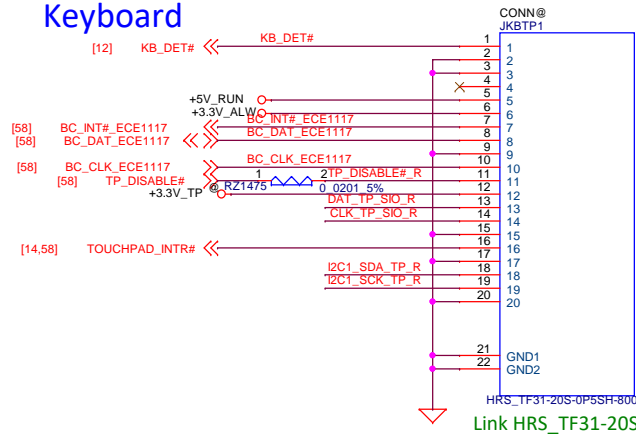 Keyboard
CONN@
JKBTP1
[12] KB_DET# KB_DET# 1 1
2 2
3 3
4 4
+5V_RUN 5 5
+3.3V_ALW 6 6
[58] BC_INT#_ECE1117 BC_INT#_ECE1117 7 7
[58] BC_DAT_ECE1117 BC_DAT_ECE1117 8 8
9 9
[58] BC_CLK_ECE1117 BC_CLK_ECE1117 10 10
[58] TP_DISABLE# 1 2 TP_DISABLE#_R 11 11
+3.3V_TP @ RZ1475 0_0201_5% 12 12
DAT_TP_SIO_R 13 13
CLK_TP_SIO_R 14 14
15 15
[14,58] TOUCHPAD_INTR# 16 16
17 17
I2C1_SDA_TP_R 18 18
I2C1_SCK_TP_R 19 19
20 20
21 GND1
22 GND2
HRS_TF31-20S-0P5SH-800
Link HRS_TF31-20S